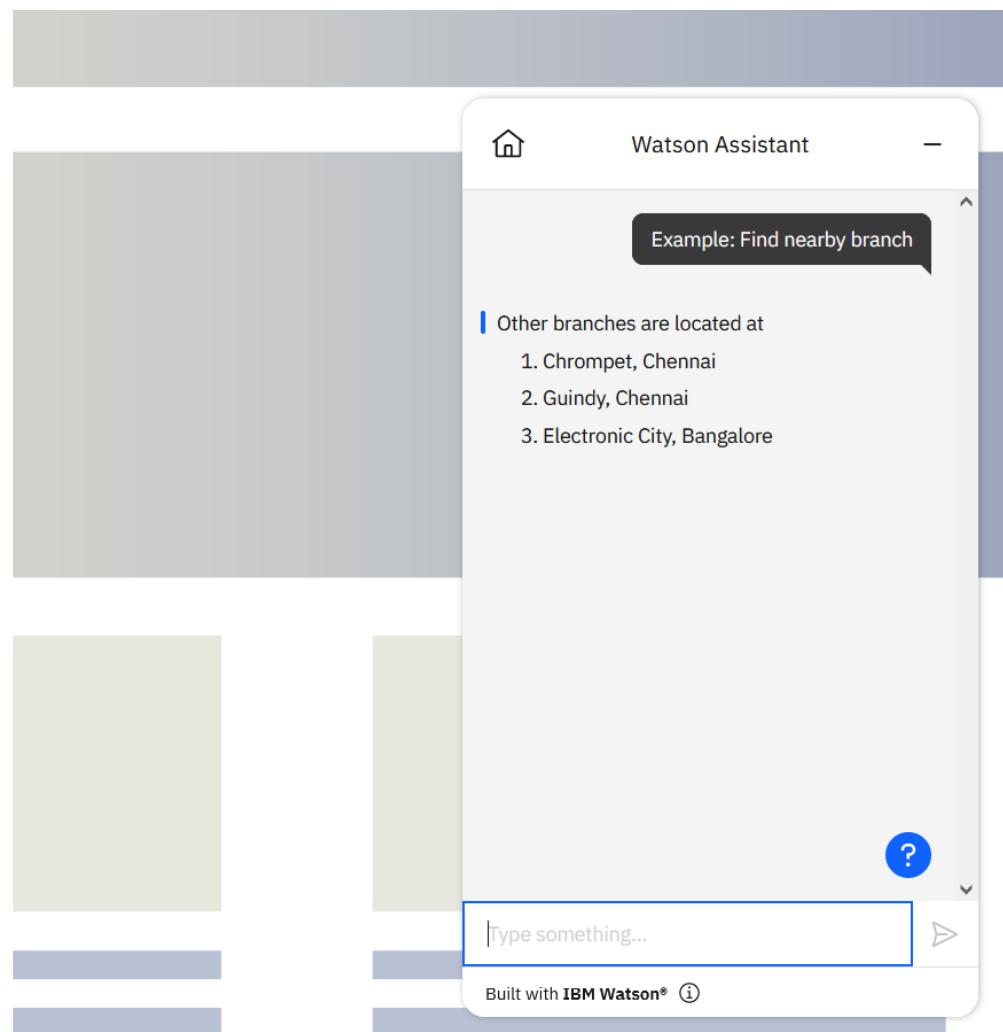 Watson Assistant
Example: Find nearby branch
Other branches are located at
1. Chrompet, Chennai
2. Guindy, Chennai
3. Electronic City, Bangalore
?
Type something...
Built with IBM Watson®